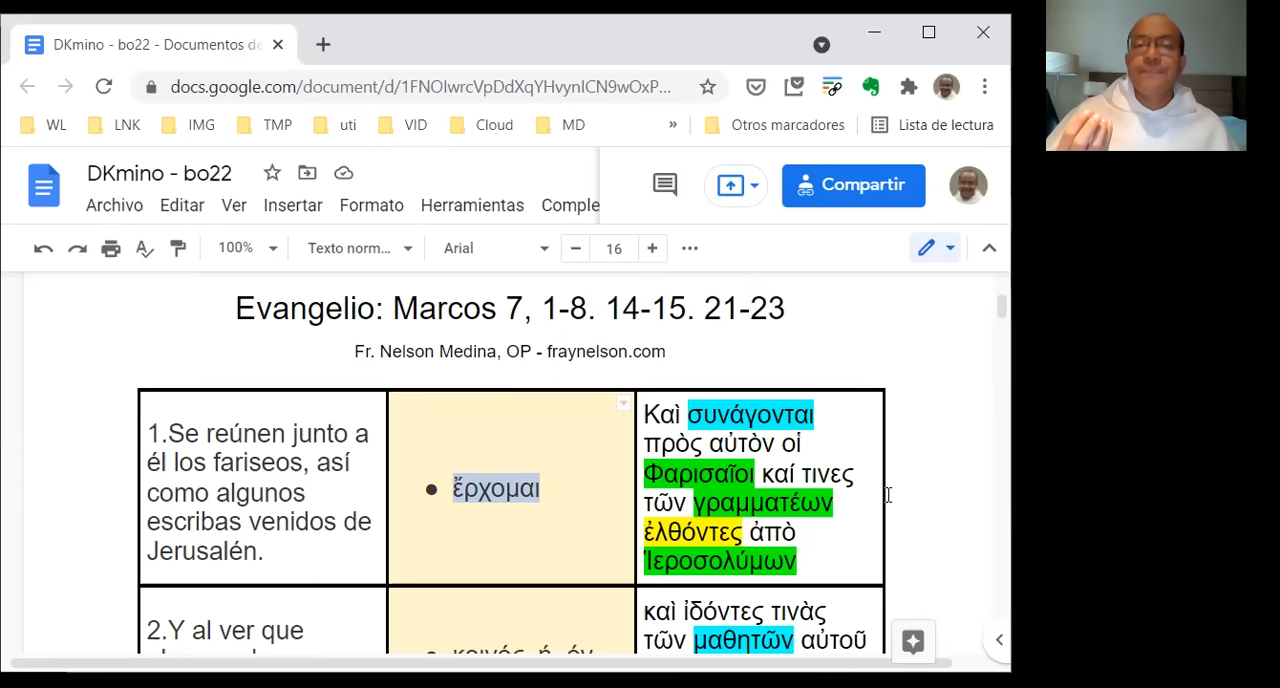 DKmino - bo22 - Documentos de
docs.google.com/document/d/1FNOlwrcVpDdXqYHvynICN9wOxP...
WL LNK IMG TMP uti VID Cloud MD » Otros marcadores Lista de lectura
DKmino - bo22
Compartir
Archivo Editar Ver Insertar Formato Herramientas Comple
100% Texto norm... Arial 16
Evangelio: Marcos 7, 1-8. 14-15. 21-23
Fr. Nelson Medina, OP - fraynelson.com
1.Se reúnen junto a
él los fariseos, así
como algunos
escribas venidos de
Jerusalén.
ἔρχομαι
Καὶ συνάγονται
πρὸς αὐτὸν οἱ
Φαρισαῖοι καί τινες
τῶν γραμματέων
ἐλθόντες ἀπὸ
Ἱεροσολύμων
2.Y al ver que
καὶ ἰδόντες τινὰς
τῶν μαθητῶν αὐτοῦ